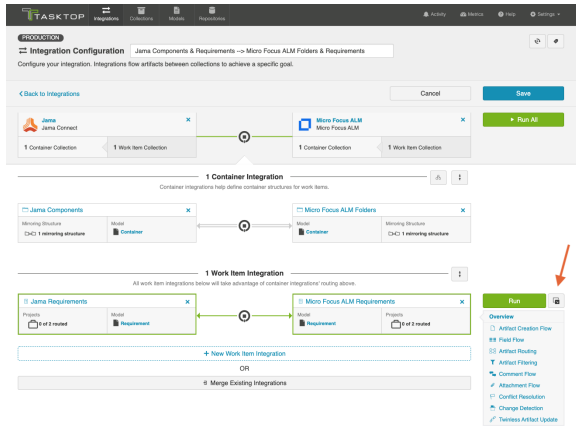 TASKTOP
Integrations
Collections
Models
Repositories
Activity
Metrics
Help
Settings
PRODUCTION
Integration Configuration
Jama Components & Requirements --> Micro Focus ALM Folders & Requirements
Configure your integration. Integrations flow artifacts between collections to achieve a specific goal.
Back to Integrations
Cancel
Save
Jama
Jama Connect
Micro Focus ALM
Micro Focus ALM
Run All
1 Container Collection
1 Work Item Collection
1 Container Collection
1 Work Item Collection
1 Container Integration
Container integrations help define container structures for work items.
Jama Components
Micro Focus ALM Folders
Mirroring Structure
Model
Model
Mirroring Structure
1 mirroring structure
Container
Container
1 mirroring structure
1 Work Item Integration
All work item integrations below will take advantage of container integrations' routing above.
Jama Requirements
Micro Focus ALM Requirements
Run
Projects
Model
Model
Projects
0 of 2 routed
Requirement
Requirement
0 of 2 routed
Overview
Artifact Creation Flow
Field Flow
Artifact Routing
Artifact Filtering
Comment Flow
Attachment Flow
Conflict Resolution
Change Detection
Twinless Artifact Update
+ New Work Item Integration
OR
Merge Existing Integrations